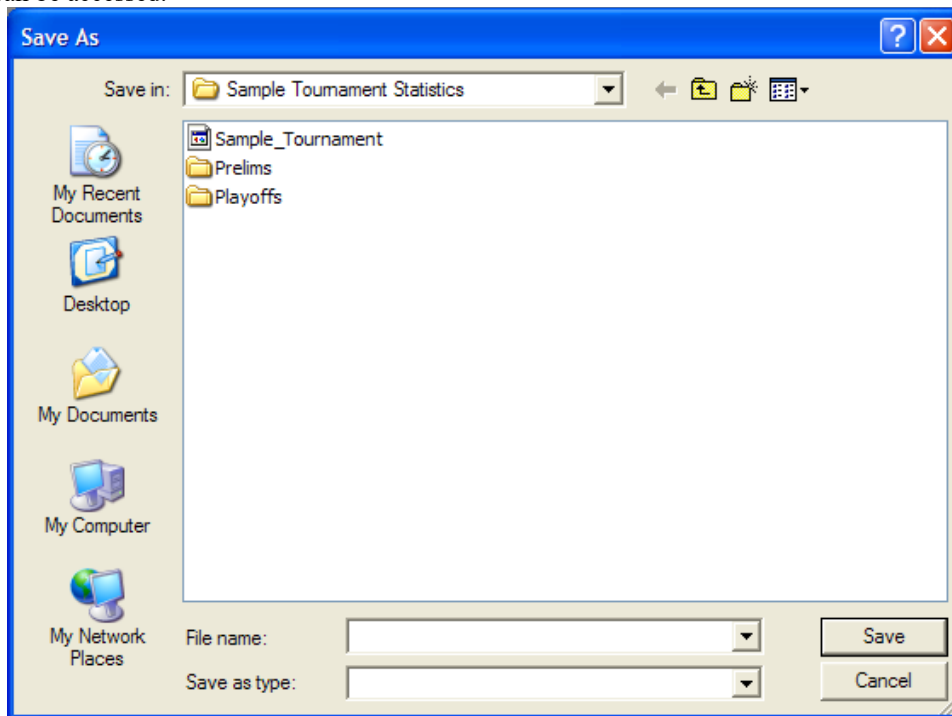 Save As
Save in:
Sample Tournament Statistics
Sample_Tournament
Prelims
Playoffs
My Recent
Documents
Desktop
My Documents
My Computer
My Network
Places
File name:
Save
Save as type:
Cancel